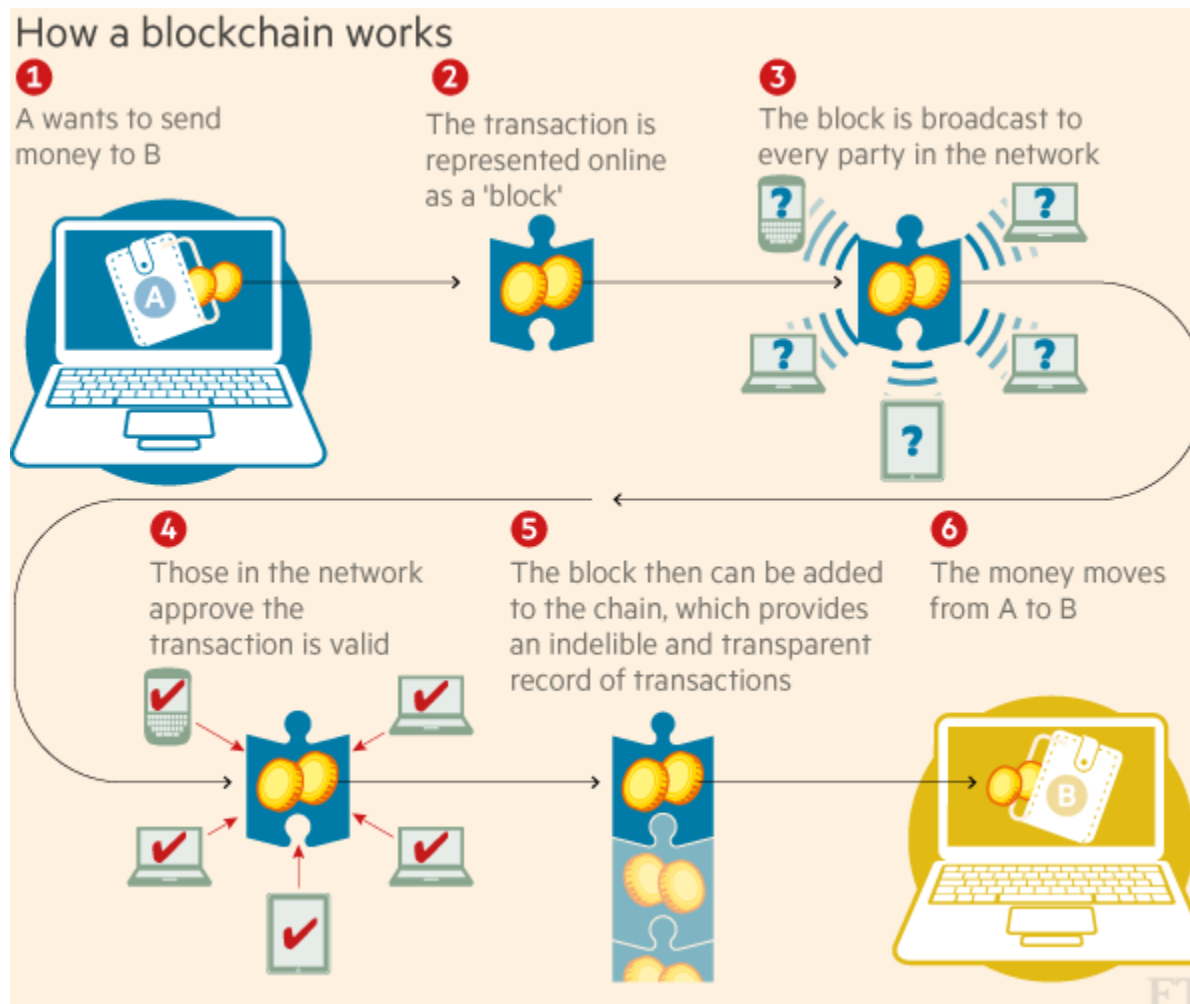 How a blockchain works
1
A wants to send
money to B
2
The transaction is
represented online
as a 'block'
3
The block is broadcast to
every party in the network
?
?
A
?
?
?
4
Those in the network
approve the
transaction is valid
5
The block then can be added
to the chain, which provides
an indelible and transparent
record of transactions
6
The money moves
from A to B
B